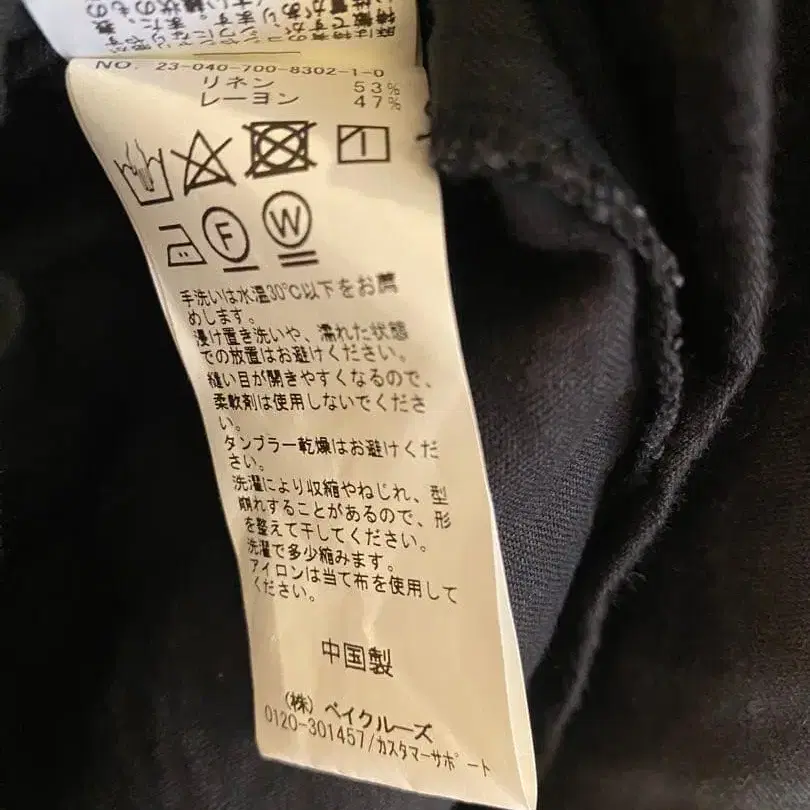 NO. 23-040-700-8302-1-0
リネン 53%
レーヨン 47%
F
W
手洗いは水温30℃以下をお薦
めします。
浸け置き洗いや、濡れた状態
での放置はお避けください。
縫い目が開きやすくなるので、
柔軟剤は使用しないでくださ
い。
タンブラー乾燥はお避けくだ
さい。
洗濯により収縮やねじれ、型
崩れすることがあるので、形
を整えて干してください。
洗濯で多少縮みます。
アイロンは当て布を使用して
ください。
中国製
(株) ベイクルーズ
0120-301457/カスタマーサポート